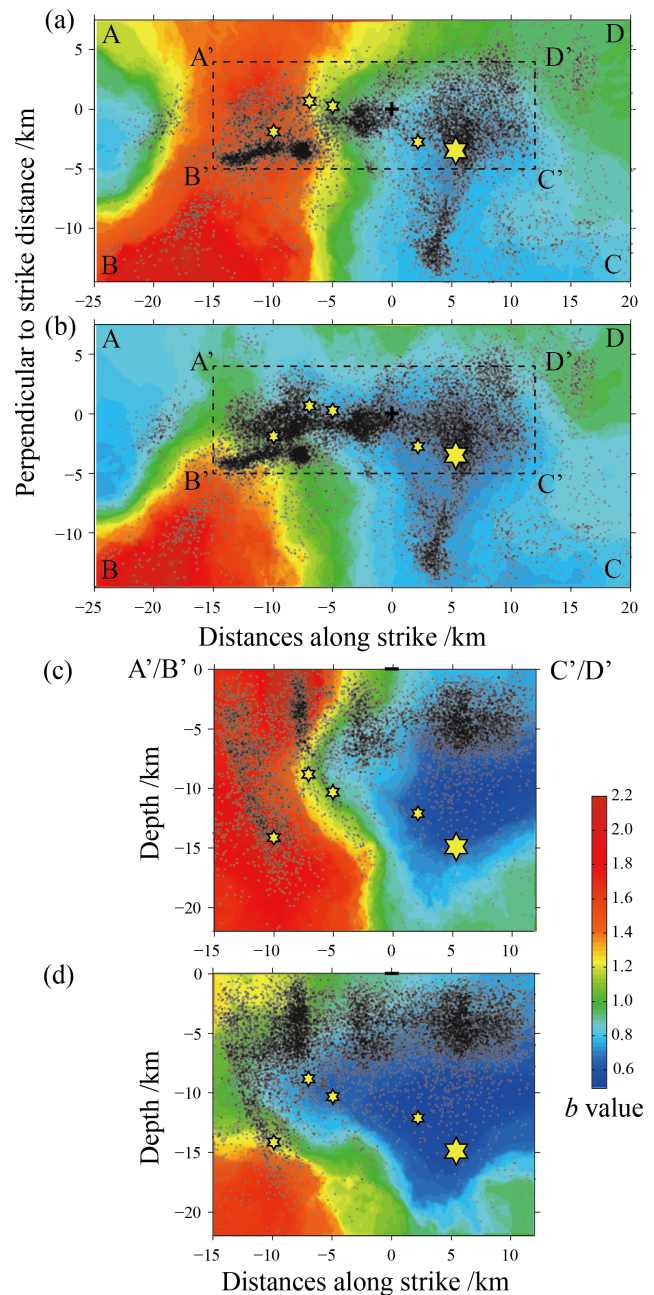 (a)
A
D
A’
D’
B’
C’
B
C
5
0
−5
−10
−25 −20 −15 −10 −5 0 5 10 15 20
(b)
A
D
A’
D’
B’
C’
B
C
5
0
−5
−10
−25 −20 −15 −10 −5 0 5 10 15 20
Perpendicular to strike distance /km
Distances along strike /km
(c)
A’/B’
C’/D’
0
−5
−10
−15
−20
Depth /km
−15 −10 −5 0 5 10
(d)
0
−5
−10
−15
−20
Depth /km
−15 −10 −5 0 5 10
Distances along strike /km
2.2
2.0
1.8
1.6
1.4
1.2
1.0
0.8
0.6
b value